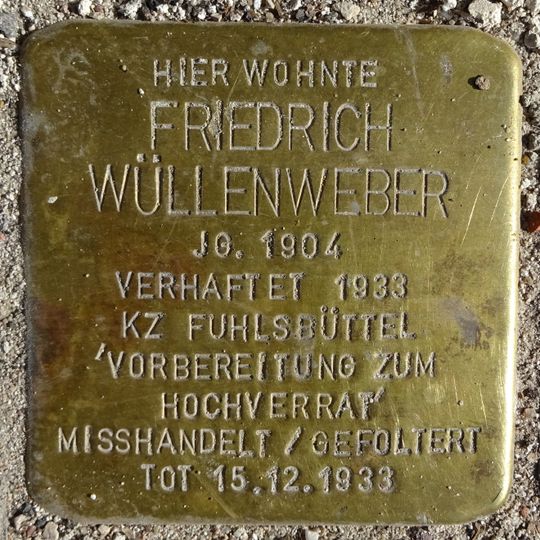 HIER WOHNTE
FRIEDRICH
WÜLLENWEBER
JG. 1904
VERHAFTET 1933
KZ FUHLSBÜTTEL
'VORBEREITUNG ZUM
HOCHVERRAT'
MISSHANDELT / GEFOLTERT
TOT 15.12.1933